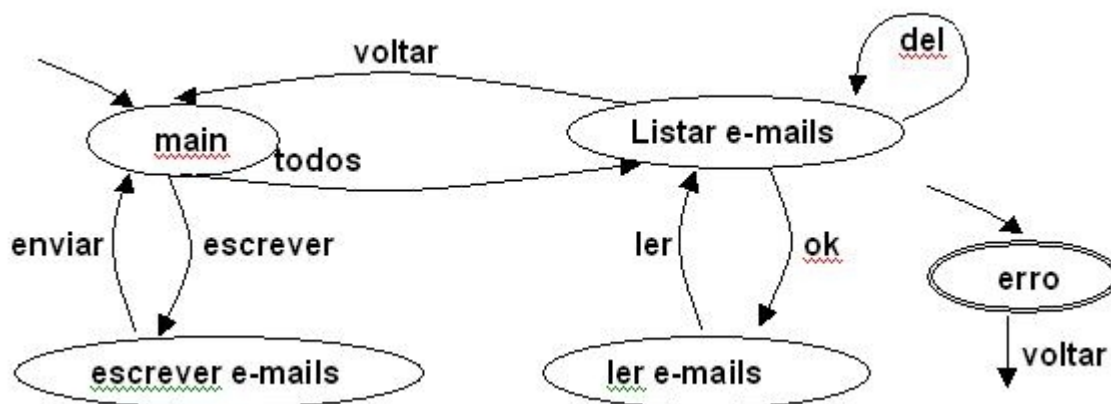 voltar
del
main
Listar e-mails
todos
enviar
escrever
ler
ok
erro
escrever e-mails
ler e-mails
voltar